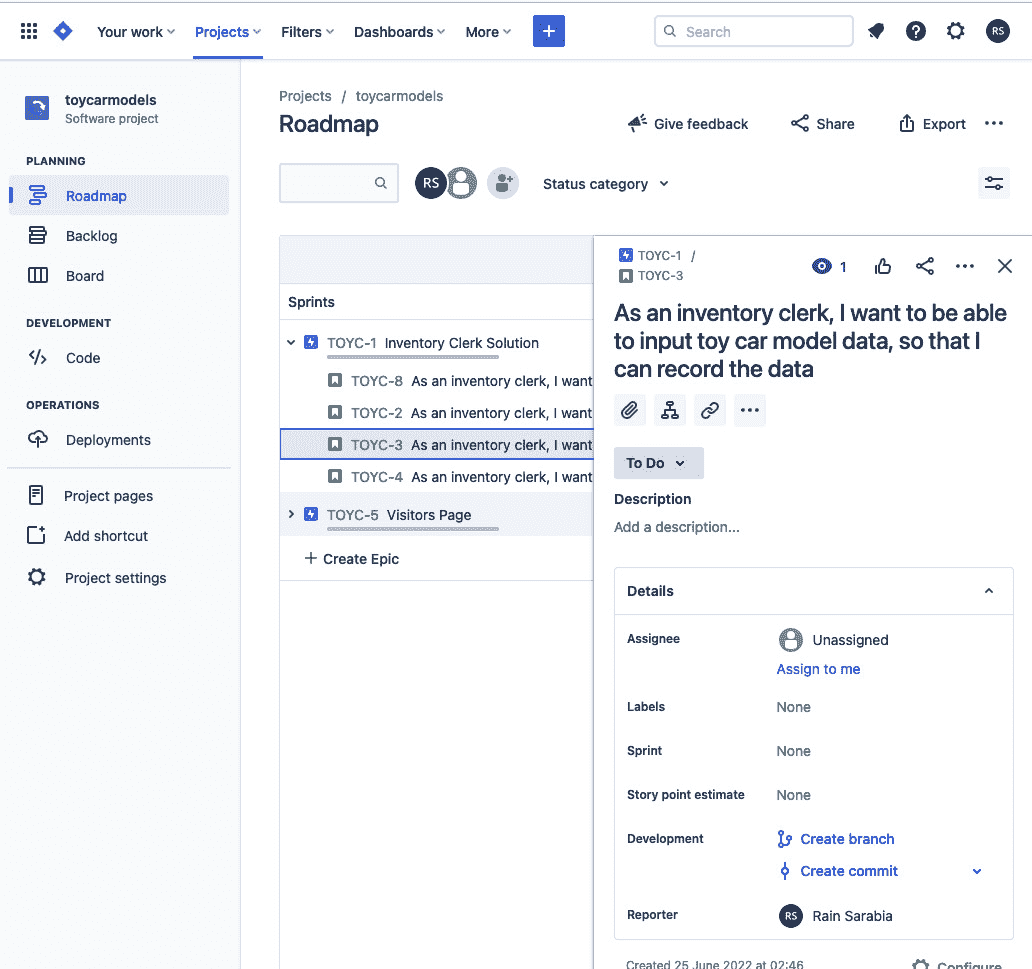 Your work
Projects
Filters
Dashboards
More
Search
RS
toycarmodels
Software project
PLANNING
Roadmap
Backlog
Board
DEVELOPMENT
Code
OPERATIONS
Deployments
Project pages
Add shortcut
Project settings
Projects / toycarmodels
Roadmap
Give feedback
Share
Export
RS
Status category
Sprints
TOYC-1 Inventory Clerk Solution
TOYC-8 As an inventory clerk, I want
TOYC-2 As an inventory clerk, I want
TOYC-3 As an inventory clerk, I want
TOYC-4 As an inventory clerk, I want
TOYC-5 Visitors Page
+ Create Epic
TOYC-1 /
TOYC-3
1
As an inventory clerk, I want to be able
to input toy car model data, so that I
can record the data
To Do
Description
Add a description...
Details
Assignee
Unassigned
Assign to me
Labels
None
Sprint
None
Story point estimate
None
Development
Create branch
Create commit
Reporter
RS
Rain Sarabia
Created 25 June 2022 at 02:46
Configure